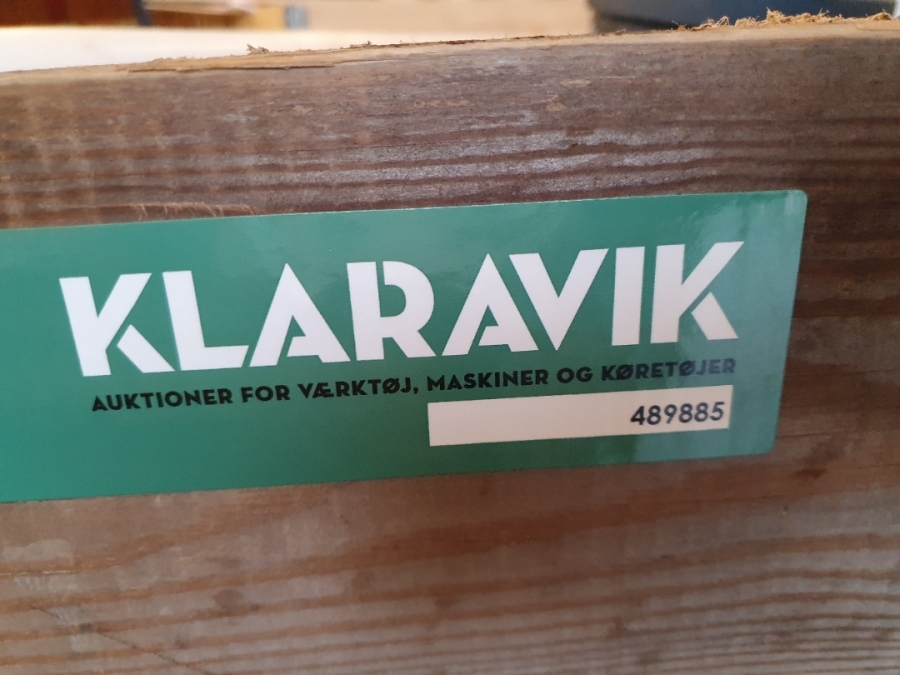 KLARAVIK
AUKTIONER FOR VÆRKTØJ, MASKINER OG KØRETØJER
489885